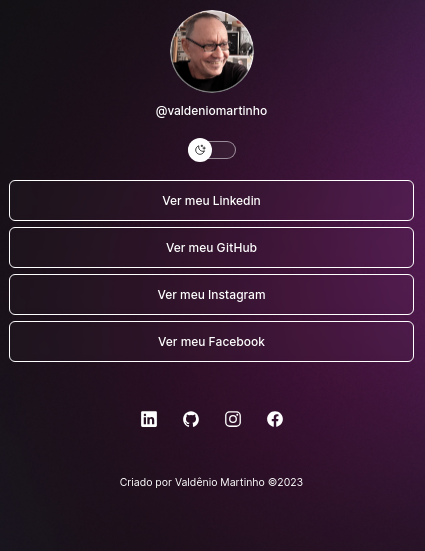 @valdeniomartinho
Ver meu Linkedin
Ver meu GitHub
Ver meu Instagram
Ver meu Facebook
Criado por Valdênio Martinho ©2023